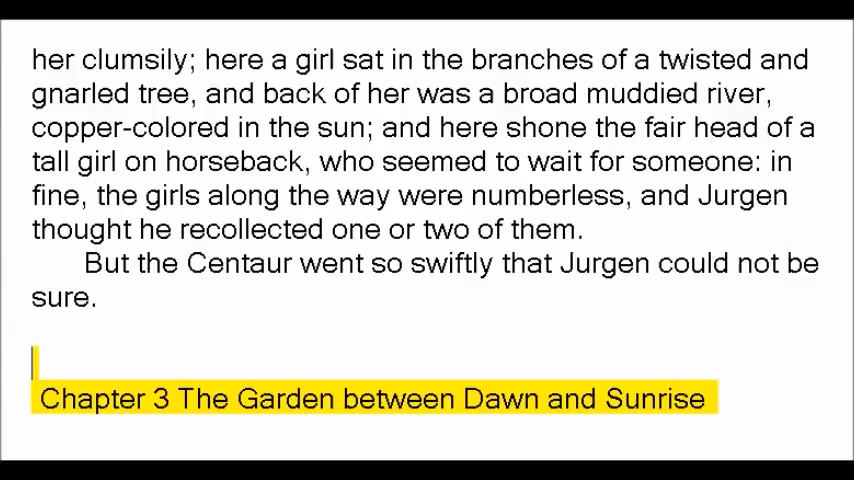 her clumsily; here a girl sat in the branches of a twisted and
gnarled tree, and back of her was a broad muddied river,
copper-colored in the sun; and here shone the fair head of a
tall girl on horseback, who seemed to wait for someone: in
fine, the girls along the way were numberless, and Jurgen
thought he recollected one or two of them.
But the Centaur went so swiftly that Jurgen could not be
sure.
Chapter 3 The Garden between Dawn and Sunrise